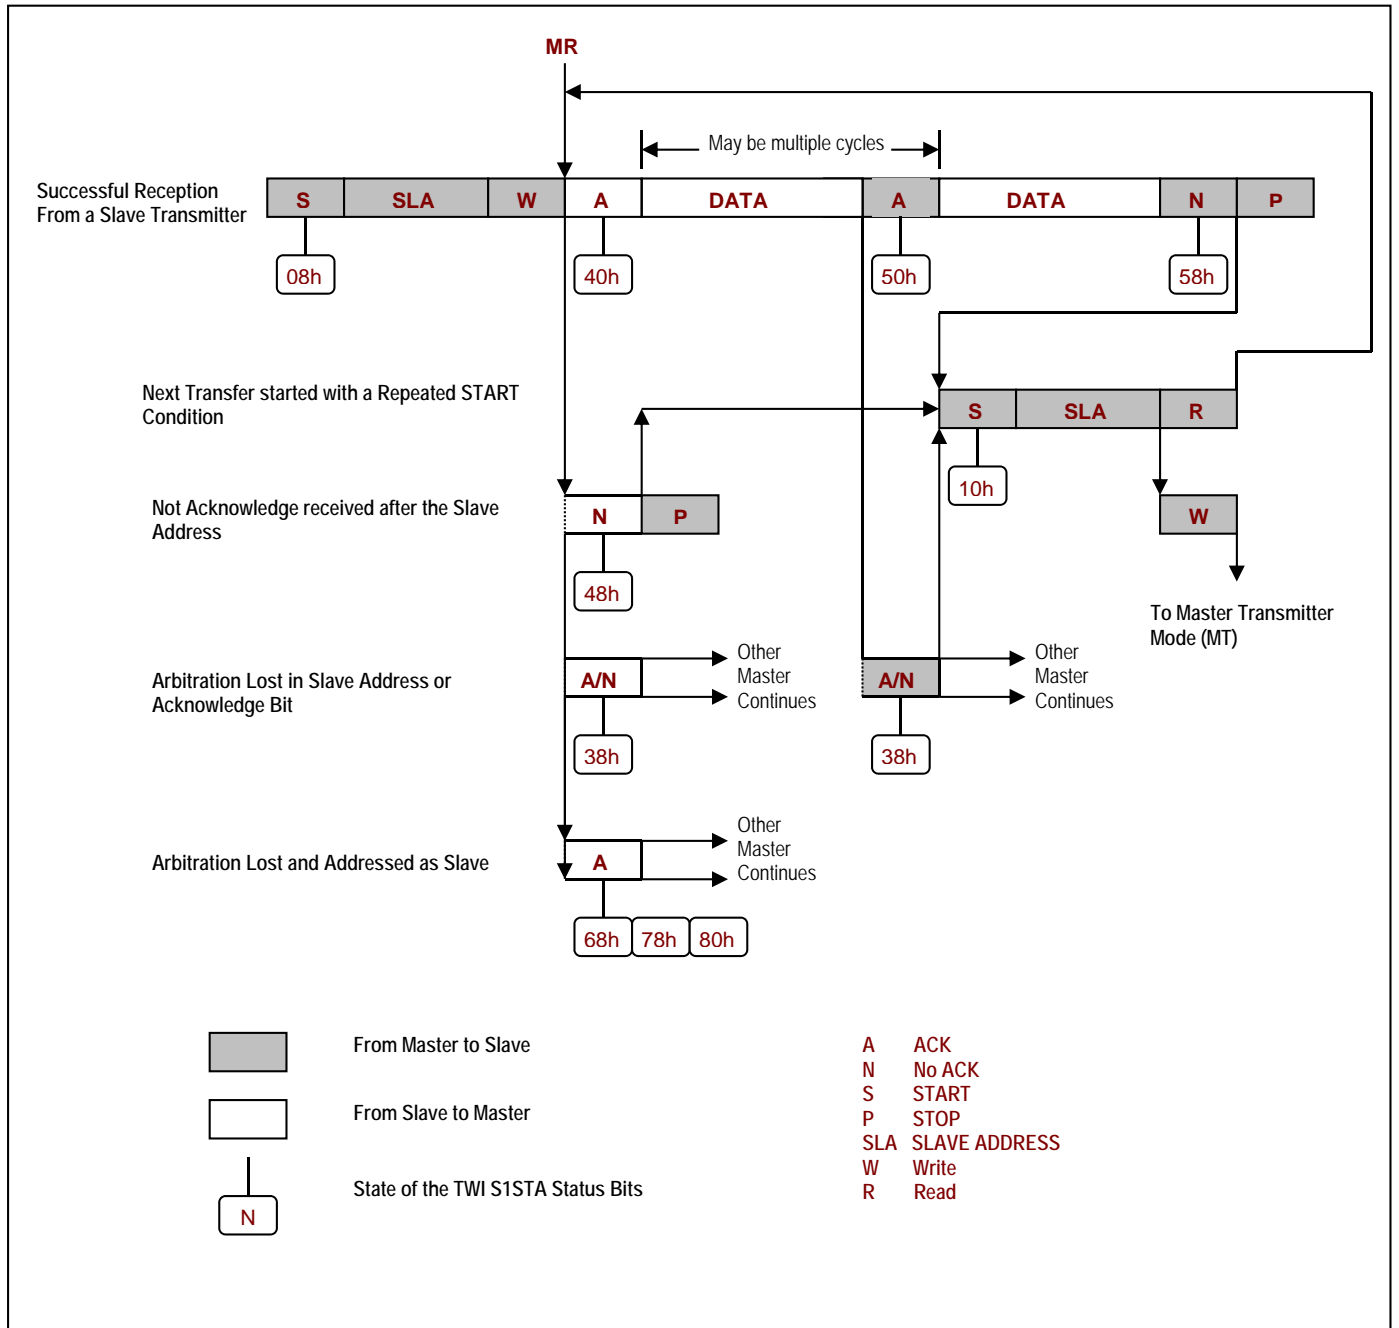 MR
May be multiple cycles
Successful Reception
From a Slave Transmitter
S SLA W A DATA A DATA N P
08h 40h 50h 58h
Next Transfer started with a Repeated START
Condition
S SLA R
10h
Not Acknowledge received after the Slave
Address
N P
W
48h
To Master Transmitter
Mode (MT)
Arbitration Lost in Slave Address or
Acknowledge Bit
A/N
Other
Master
Continues
A/N
Other
Master
Continues
38h 38h
Arbitration Lost and Addressed as Slave
A
Other
Master
Continues
68h 78h 80h
From Master to Slave
From Slave to Master
N
State of the TWI S1STA Status Bits
A ACK
N No ACK
S START
P STOP
SLA SLAVE ADDRESS
W Write
R Read